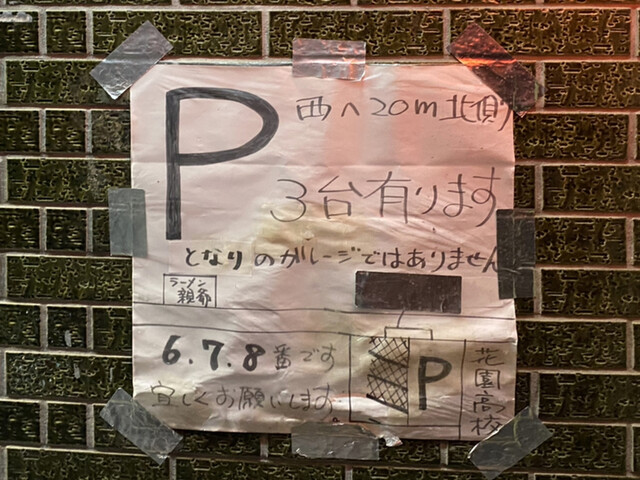 P
西へ20m北側
3台有ります
となりのガレージではありません
ラーメン
親爺
6.7.8番です
宜しくお願いします。
P
花園高校